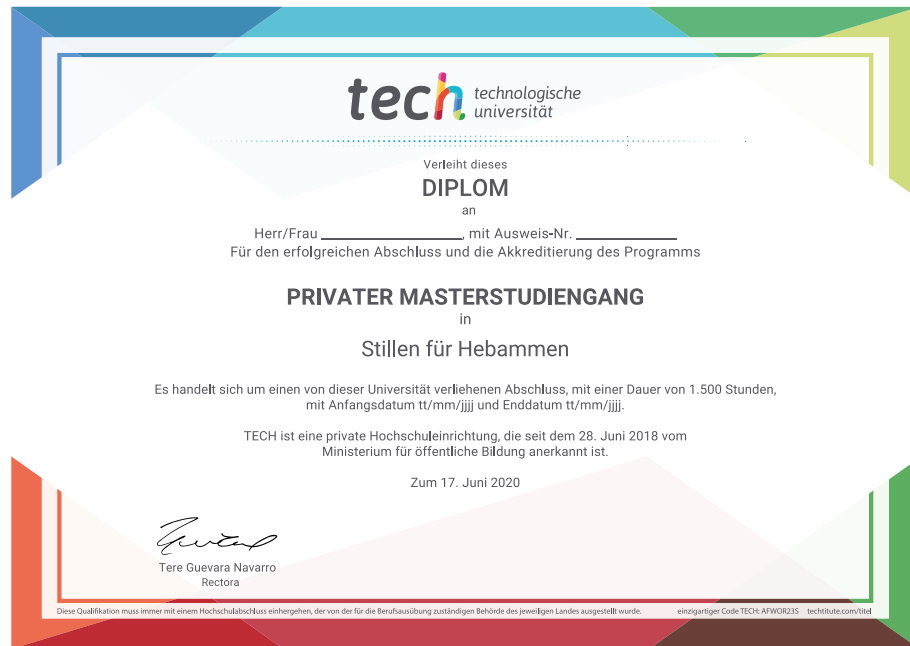 tech technologische
universität
Verleiht dieses
DIPLOM
an
Herr/Frau ____________________, mit Ausweis-Nr. ______________
Für den erfolgreichen Abschluss und die Akkreditierung des Programms
PRIVATER MASTERSTUDIENGANG
in
Stillen für Hebammen
Es handelt sich um einen von dieser Universität verliehenen Abschluss, mit einer Dauer von 1.500 Stunden,
mit Anfangsdatum tt/mm/jjjj und Enddatum tt/mm/jjjj.
TECH ist eine private Hochschuleinrichtung, die seit dem 28. Juni 2018 vom
Ministerium für öffentliche Bildung anerkannt ist.
Zum 17. Juni 2020
Tere Guevara Navarro
Rectora
Diese Qualifikation muss immer mit einem Hochschulabschluss einhergehen, der von der für die Berufsausübung zuständigen Behörde des jeweiligen Landes ausgestellt wurde. einzigartiger Code TECH: AFWOR23S techtitute.com/titel